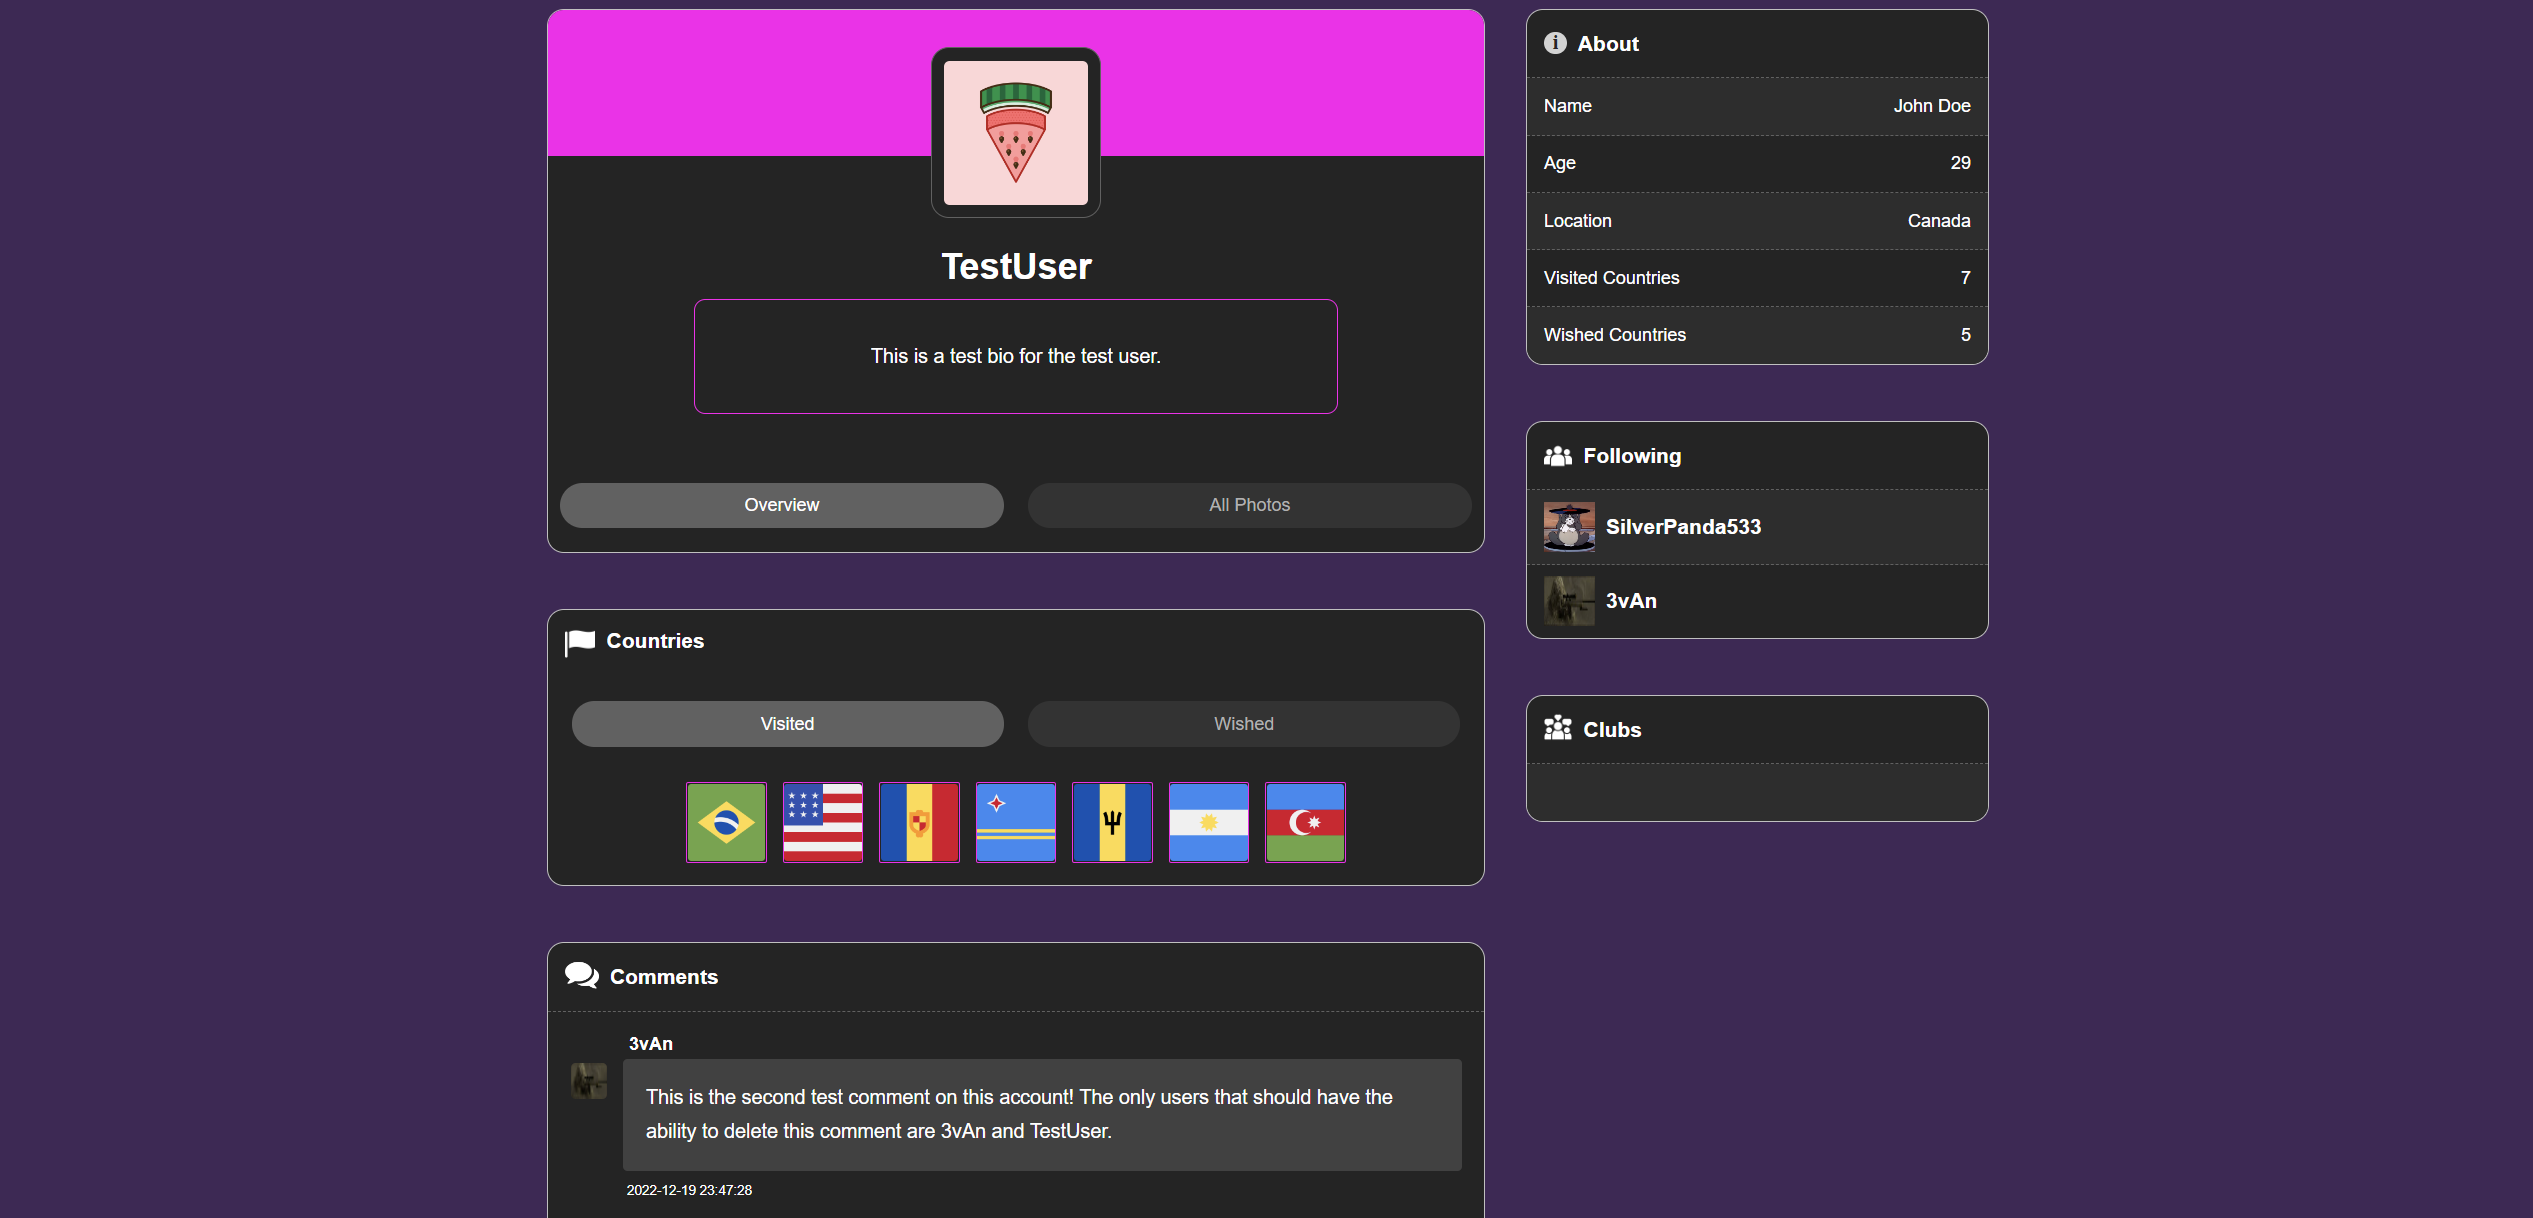 TestUser
This is a test bio for the test user.
Overview
All Photos
Countries
Visited
Wished
Comments
3vAn
This is the second test comment on this account! The only users that should have the
ability to delete this comment are 3vAn and TestUser.
2022-12-19 23:47:28
About
Name John Doe
Age 29
Location Canada
Visited Countries 7
Wished Countries 5
Following
SilverPanda533
3vAn
Clubs